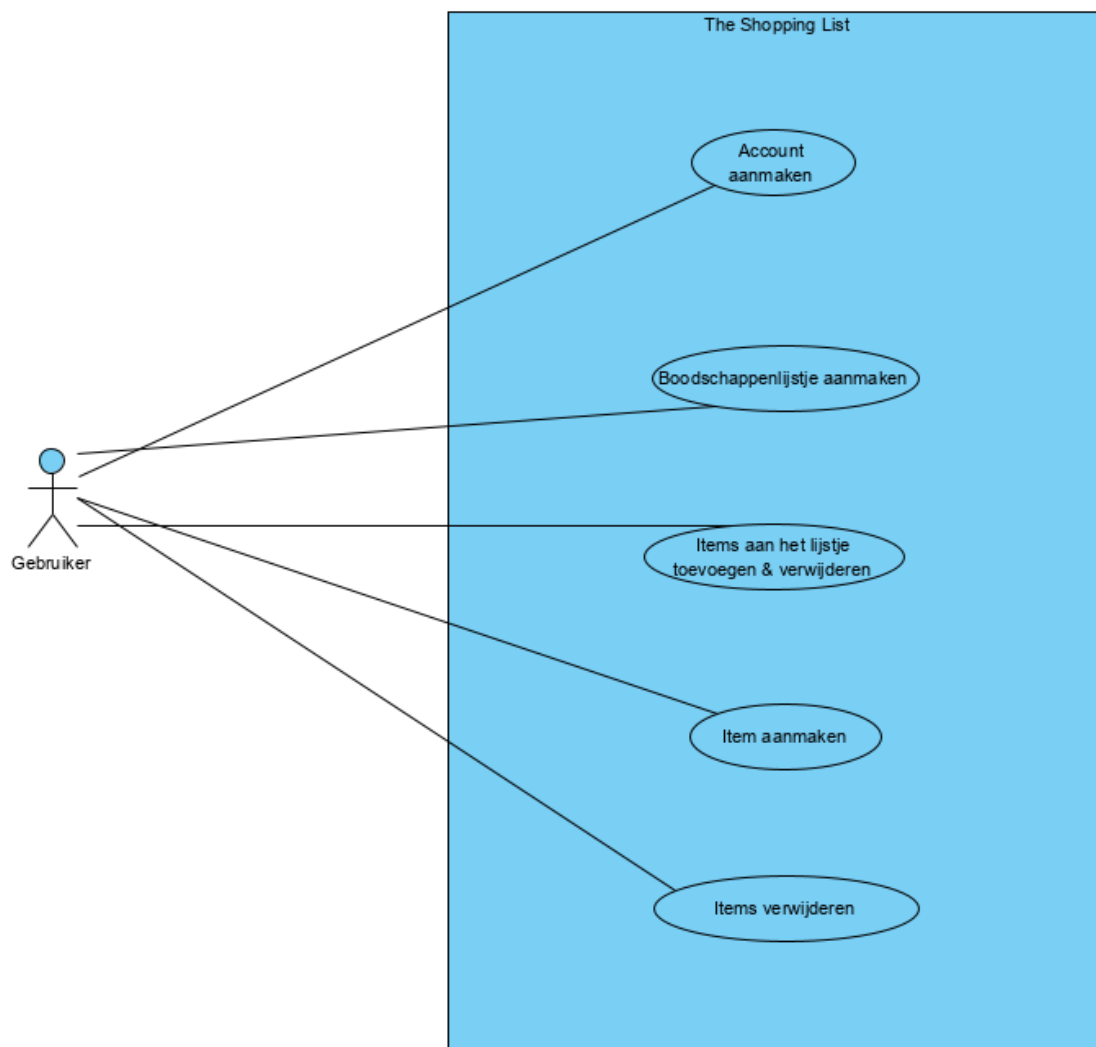 The Shopping List
Account
aanmaken
Boodschappenlijstje aanmaken
Gebruiker
Items aan het lijstje
toevoegen & verwijderen
Item aanmaken
Items verwijderen